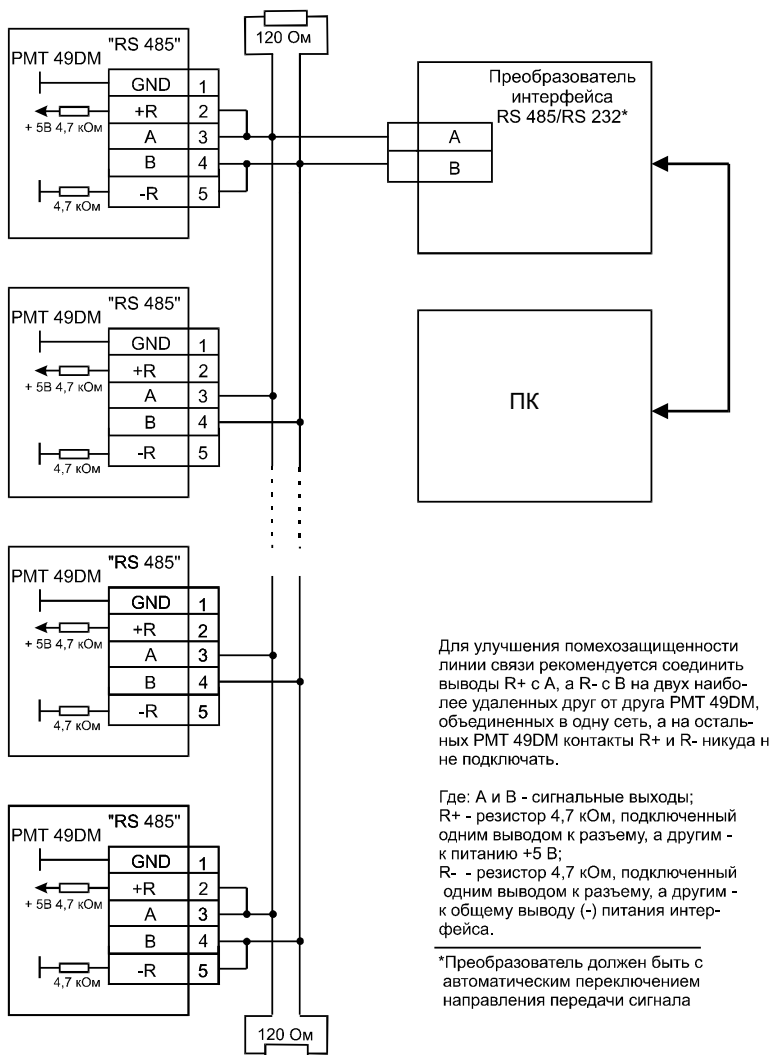 120 Ом
"RS 485"
РМТ 49DM
GND 1
+R 2
+ 5В 4,7 кОм
A 3
B 4
-R 5
4,7 кОм
Преобразователь
интерфейса
RS 485/RS 232*
A
B
"RS 485"
РМТ 49DM
GND 1
+R 2
+ 5В 4,7 кОм
A 3
B 4
-R 5
4,7 кОм
ПК
"RS 485"
РМТ 49DM
GND 1
+R 2
+ 5В 4,7 кОм
A 3
B 4
-R 5
4,7 кОм
"RS 485"
РМТ 49DM
GND 1
+R 2
+ 5В 4,7 кОм
A 3
B 4
-R 5
4,7 кОм
120 Ом
Для улучшения помехозащищенности
линии связи рекомендуется соединить
выводы R+ с А, а R- с В на двух наибо-
лее удаленных друг от друга РМТ 49DM,
объединенных в одну сеть, а на осталь-
ных РМТ 49DM контакты R+ и R- никуда н
не подключать.
Где: А и В - сигнальные выходы;
R+ - резистор 4,7 кОм, подключенный
одним выводом к разъему, а другим -
к питанию +5 В;
R- - резистор 4,7 кОм, подключенный
одним выводом к разъему, а другим -
к общему выводу (-) питания интер-
фейса.
*Преобразователь должен быть с
автоматическим переключением
направления передачи сигнала